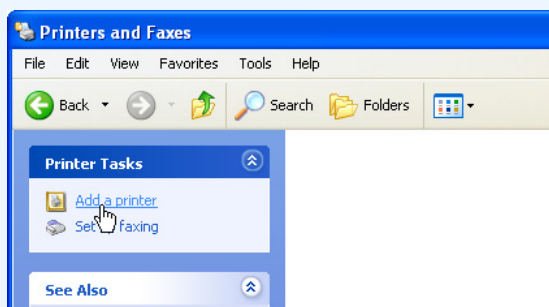 Printers and Faxes
File Edit View Favorites Tools Help
Back Search Folders
Printer Tasks
Add a printer
Set faxing
See Also